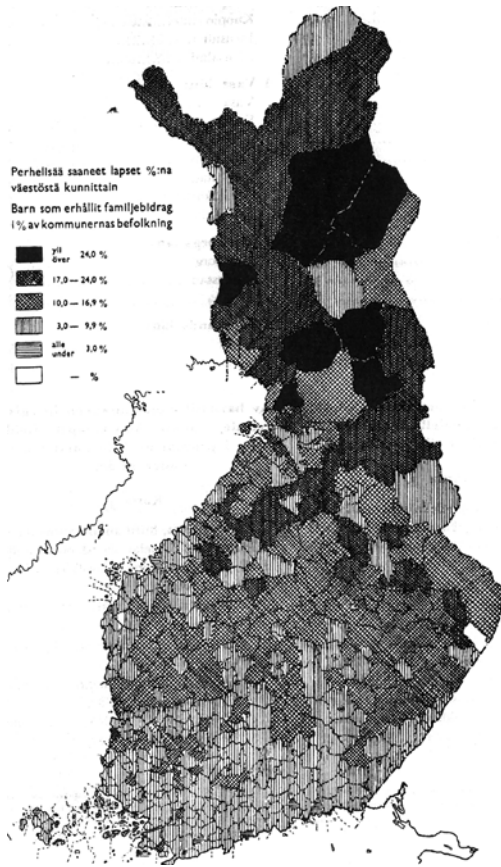 Perhelisää saaneet lapset %:na
väestöstä kunnittain
Barn som erhållit familjebidrag
i % av kommunernas befolkning
yli
över 24,0 %
17,0 — 24,0 %
10,0 — 16,9 %
3,0 — 9,9 %
alle
under 3,0 %
— %